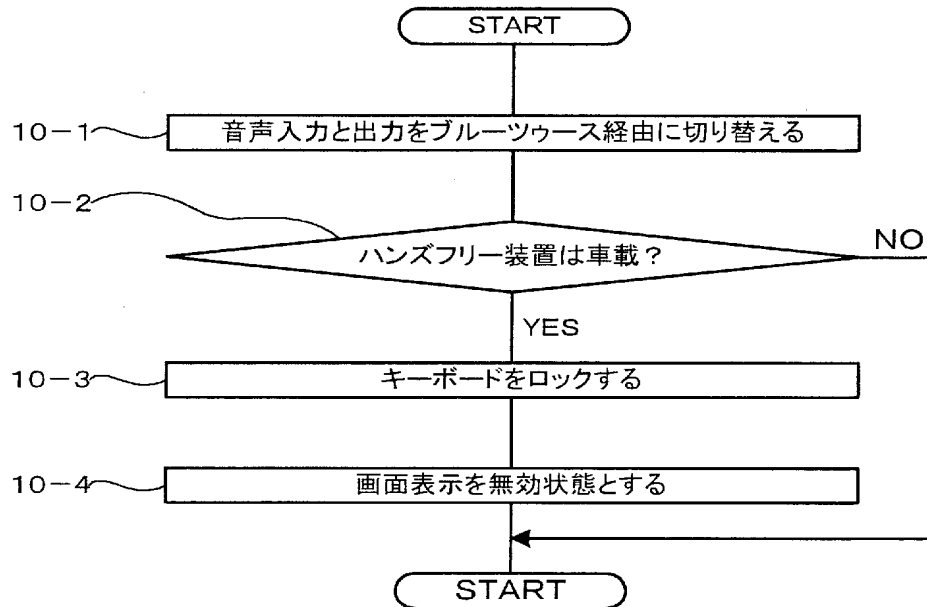 START
10-1
音声入力と出力をブルーツゥース経由に切り替える
10-2
ハンズフリー装置は車載？
NO
YES
10-3
キーボードをロックする
10-4
画面表示を無効状態とする
START